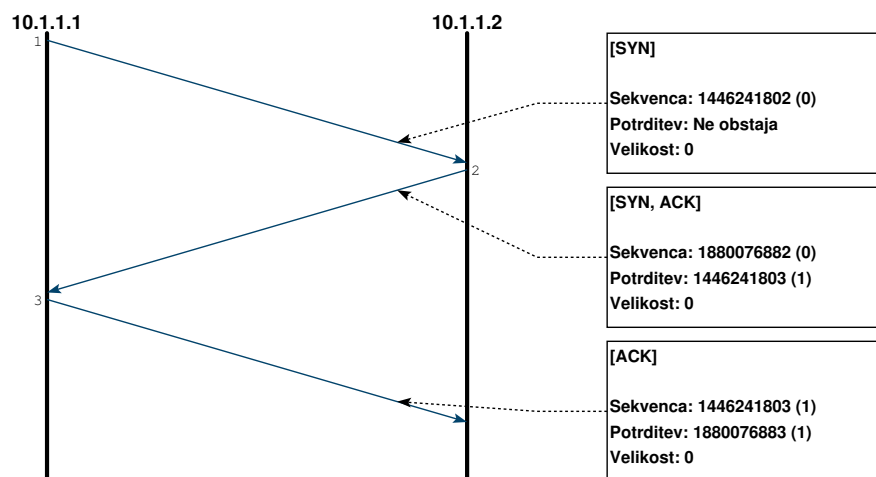 10.1.1.1
10.1.1.2
1
[SYN]
Sekvenca: 1446241802 (0)
Potrditev: Ne obstaja
Velikost: 0
2
[SYN, ACK]
Sekvenca: 1880076882 (0)
Potrditev: 1446241803 (1)
Velikost: 0
3
[ACK]
Sekvenca: 1446241803 (1)
Potrditev: 1880076883 (1)
Velikost: 0